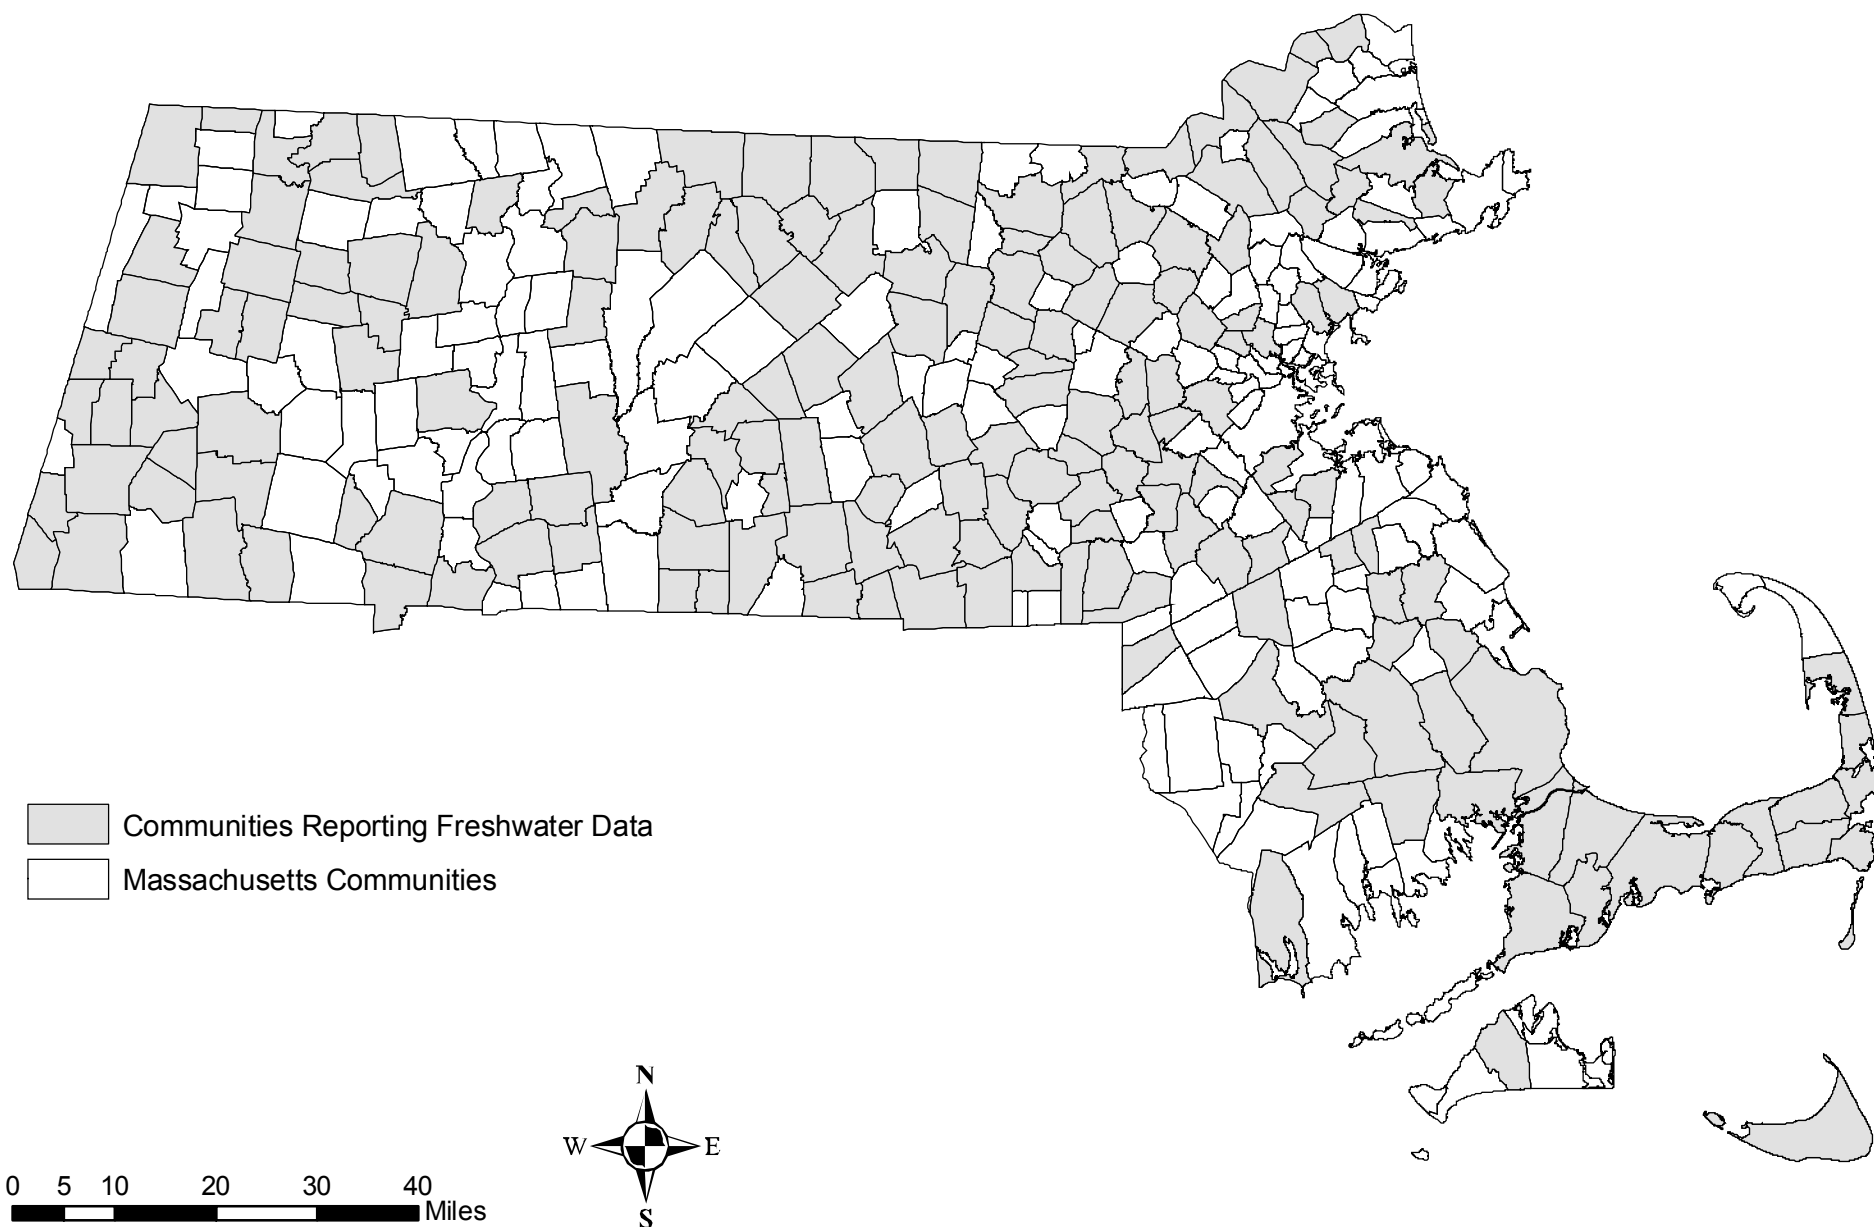 Communities Reporting Freshwater Data
Massachusetts Communities
N
W E
S
0 5 10 20 30 40
Miles